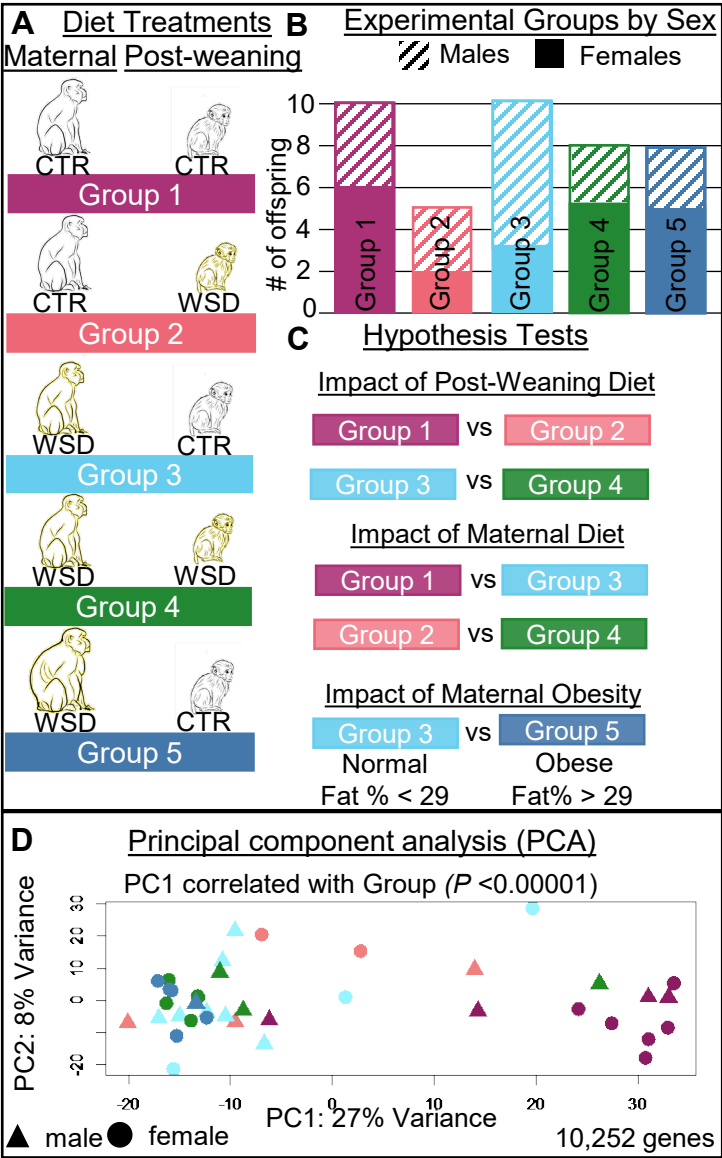 A Diet Treatments
Maternal Post-weaning
CTR CTR
Group 1
CTR WSD
Group 2
WSD CTR
Group 3
WSD WSD
Group 4
WSD CTR
Group 5
B Experimental Groups by Sex
Males Females
# of offspring
10
8
6
4
2
0
Group 1
Group 2
Group 3
Group 4
Group 5
C Hypothesis Tests
Impact of Post-Weaning Diet
Group 1 vs Group 2
Group 3 vs Group 4
Impact of Maternal Diet
Group 1 vs Group 3
Group 2 vs Group 4
Impact of Maternal Obesity
Group 3 vs Group 5
Normal Obese
Fat % < 29 Fat% > 29
D Principal component analysis (PCA)
PC1 correlated with Group (P <0.00001)
PC2: 8% Variance
30
20
10
0
-20
-20 -10 0 10 20 30
PC1: 27% Variance
male female 10,252 genes